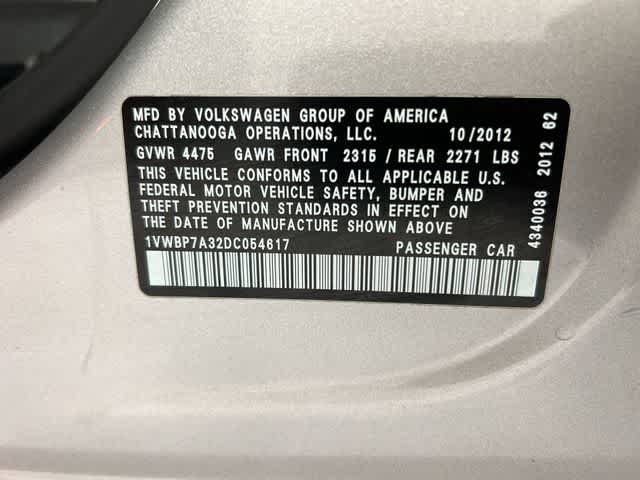 MFD BY VOLKSWAGEN GROUP OF AMERICA
CHATTANOOGA OPERATIONS, LLC. 10/2012
GVWR 4475 GAWR FRONT 2315 / REAR 2271 LBS
THIS VEHICLE CONFORMS TO ALL APPLICABLE U.S.
FEDERAL MOTOR VEHICLE SAFETY, BUMPER AND
THEFT PREVENTION STANDARDS IN EFFECT ON
THE DATE OF MANUFACTURE SHOWN ABOVE
1VWBP7A32DC054617 PASSENGER CAR
4340036 2012 62